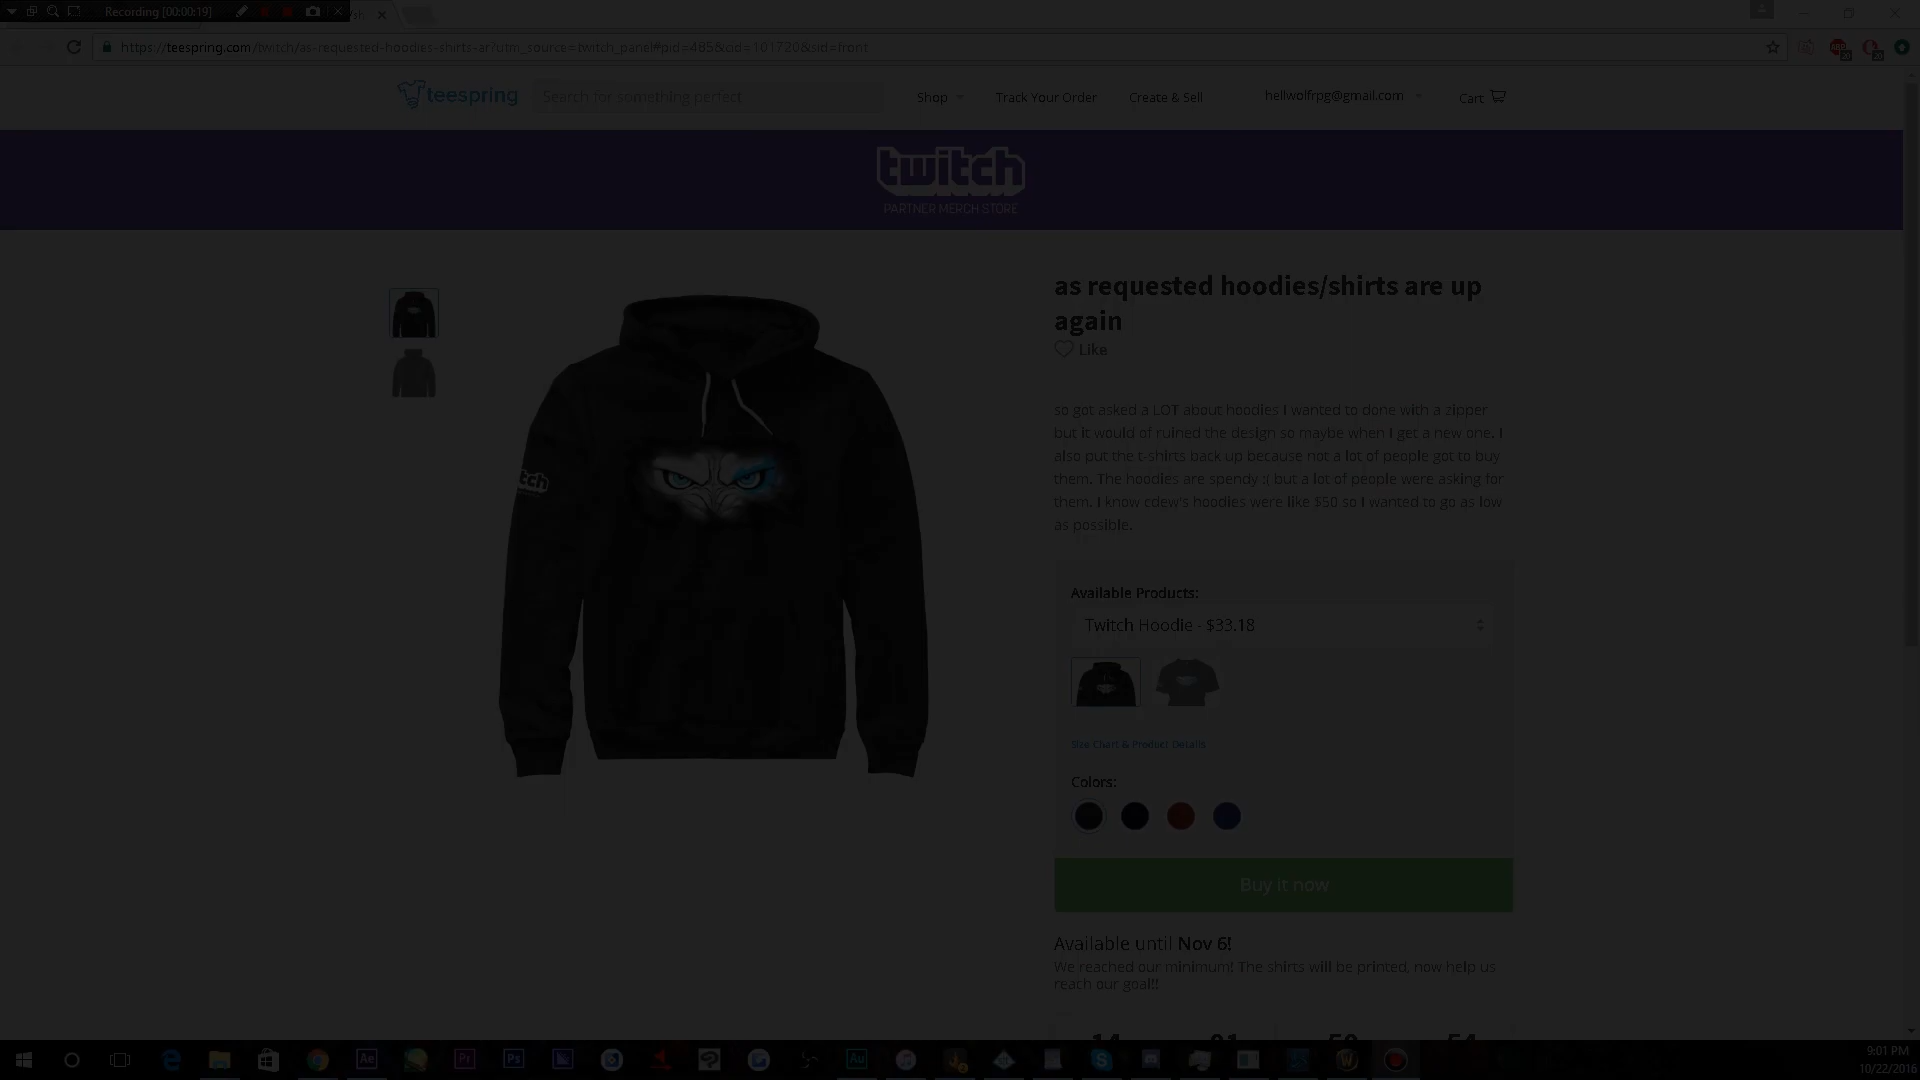 Recording [00:00:19]
https://teespring.com/twitch/as-requested-hoodies-shirts-ar/utm_source=twitch_panel#pid=485&cid=101720&sid=front
teespring
Search for something perfect
Shop
Track Your Order
Create & Sell
hellwolfrpg@gmail.com
Cart
twitch
PARTNER MERCH STORE
as requested hoodies/shirts are up
again
Like
so got asked a LOT about hoodies I wanted to done with a zipper
but it would of ruined the design so maybe when I get a new one. I
also put the t-shirts back up because not a lot of people got to buy
them. The hoodies are spendy :( but a lot of people were asking for
them. I know cdew's hoodies were like $50 so I wanted to go as low
as possible.
tch
Available Products:
Twitch Hoodie - $33.18
Size Chart & Product Details
Colors:
Buy it now
Available until Nov 6!
We reached our minimum! The shirts will be printed, now help us
reach our goal!!
Ae
Pr
Ps
Au
9:01 PM
10/22/2016